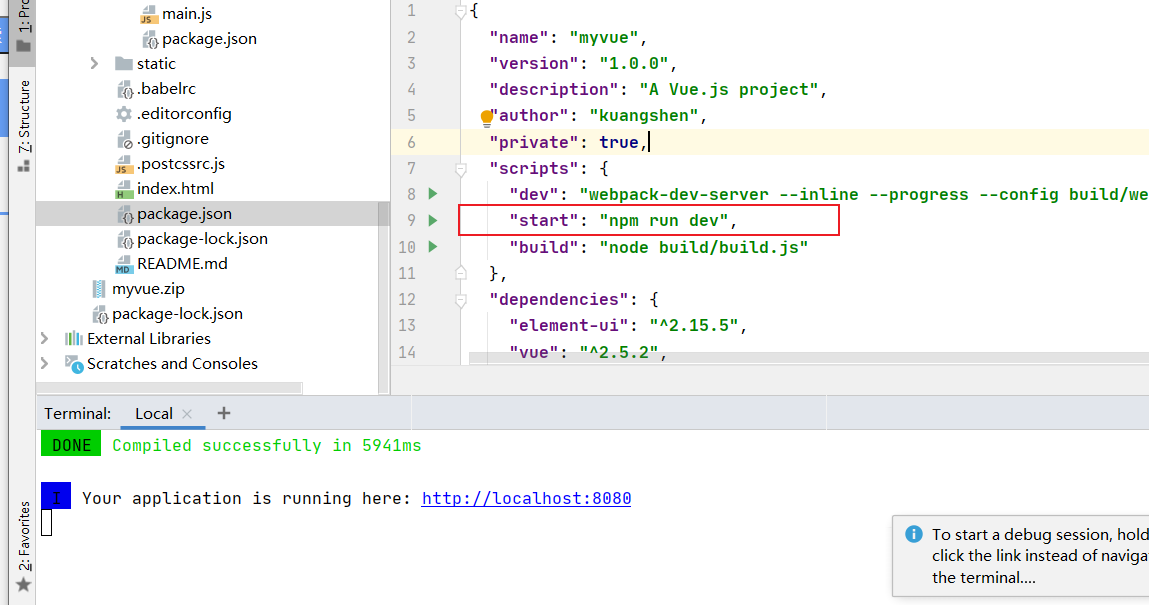 1: Pro
main.js
package.json
static
.babelrc
.editorconfig
.gitignore
.postcssrc.js
index.html
package.json
package-lock.json
README.md
myvue.zip
package-lock.json
External Libraries
Scratches and Consoles
Z: Structure
2: Favorites
1 {
2 "name": "myvue",
3 "version": "1.0.0",
4 "description": "A Vue.js project",
5 "author": "kuangshen",
6 "private": true,
7 "scripts": {
8 "dev": "webpack-dev-server --inline --progress --config build/we
9 "start": "npm run dev",
10 "build": "node build/build.js"
11 },
12 "dependencies": {
13 "element-ui": "^2.15.5",
14 "vue": "^2.5.2",
Terminal: Local × +
DONE Compiled successfully in 5941ms
I Your application is running here: http://localhost:8080
To start a debug session, hold
click the link instead of naviga
the terminal....